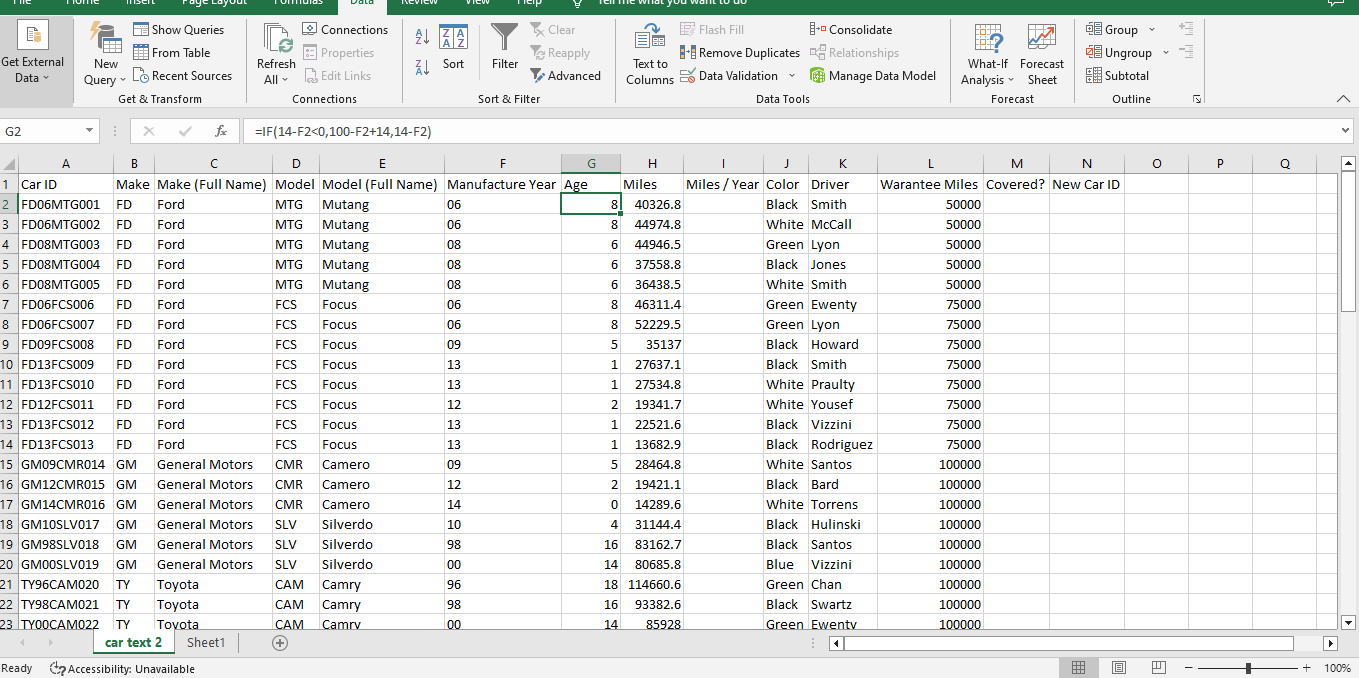 File Home Insert Page Layout Formulas Data Review View Help Tell me what you want to do
Get External Data
New Query
Show Queries
From Table
Recent Sources
Get & Transform
Refresh All
Connections
Properties
Edit Links
Connections
Sort
Filter
Clear
Reapply
Advanced
Sort & Filter
Text to Columns
Flash Fill
Remove Duplicates
Data Validation
Consolidate
Relationships
Manage Data Model
Data Tools
What-If Analysis
Forecast Sheet
Forecast
Group
Ungroup
Subtotal
Outline
G2 fx =IF(14-F2<0,100-F2+14,14-F2)
A B C D E F G H I J K L M N O P Q
1 Car ID Make Make (Full Name) Model Model (Full Name) Manufacture Year Age Miles Miles / Year Color Driver Warantee Miles Covered? New Car ID
2 FD06MTG001 FD Ford MTG Mutang 06 8 40326.8 Black Smith 50000
3 FD06MTG002 FD Ford MTG Mutang 06 8 44974.8 White McCall 50000
4 FD08MTG003 FD Ford MTG Mutang 08 6 44946.5 Green Lyon 50000
5 FD08MTG004 FD Ford MTG Mutang 08 6 37558.8 Black Jones 50000
6 FD08MTG005 FD Ford MTG Mutang 08 6 36438.5 White Smith 50000
7 FD06FCS006 FD Ford FCS Focus 06 8 46311.4 Green Ewenty 75000
8 FD06FCS007 FD Ford FCS Focus 06 8 52229.5 Green Lyon 75000
9 FD09FCS008 FD Ford FCS Focus 09 5 35137 Black Howard 75000
10 FD13FCS009 FD Ford FCS Focus 13 1 27637.1 Black Smith 75000
11 FD13FCS010 FD Ford FCS Focus 13 1 27534.8 White Praulty 75000
12 FD12FCS011 FD Ford FCS Focus 12 2 19341.7 White Yousef 75000
13 FD13FCS012 FD Ford FCS Focus 13 1 22521.6 Black Vizzini 75000
14 FD13FCS013 FD Ford FCS Focus 13 1 13682.9 Black Rodriguez 75000
15 GM09CMR014 GM General Motors CMR Camero 09 5 28464.8 White Santos 100000
16 GM12CMR015 GM General Motors CMR Camero 12 2 19421.1 Black Bard 100000
17 GM14CMR016 GM General Motors CMR Camero 14 0 14289.6 White Torrens 100000
18 GM10SLV017 GM General Motors SLV Silverdo 10 4 31144.4 Black Hulinski 100000
19 GM98SLV018 GM General Motors SLV Silverdo 98 16 83162.7 Black Santos 100000
20 GM00SLV019 GM General Motors SLV Silverdo 00 14 80685.8 Blue Vizzini 100000
21 TY96CAM020 TY Toyota CAM Camry 96 18 114660.6 Green Chan 100000
22 TY98CAM021 TY Toyota CAM Camry 98 16 93382.6 Black Swartz 100000
23 TY00CAM022 TY Toyota CAM Camry 00 14 85928 Green Ewenty 100000
car text 2 Sheet1
Ready Accessibility: Unavailable 100%